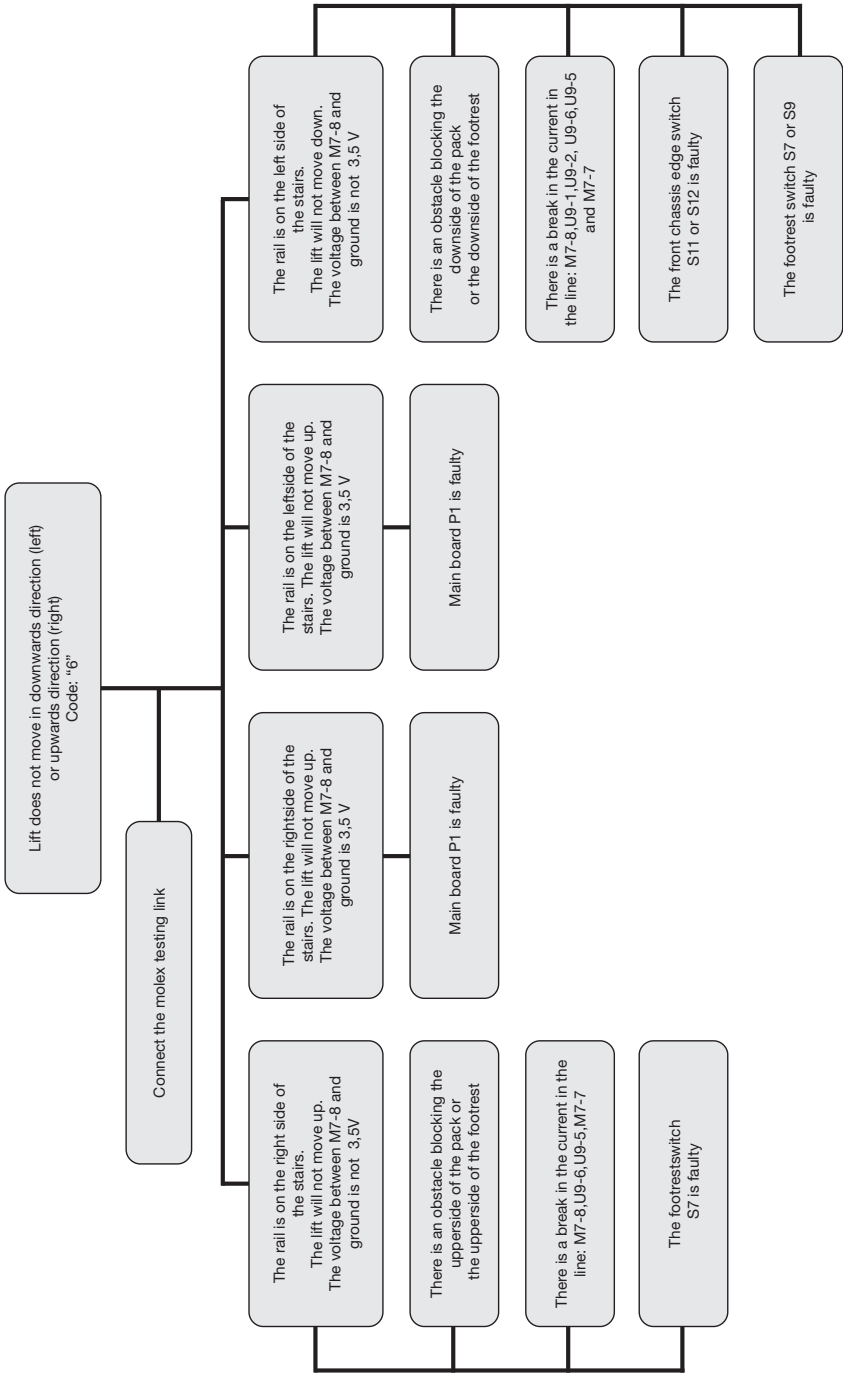 Lift does not move in downwards direction (left)
or upwards direction (right)
Code: “6”
Connect the molex testing link
The rail is on the right side of
the stairs.
The lift will not move up.
The voltage between M7-8 and
ground is not 3,5V
There is an obstacle blocking the
upperside of the pack or
the upperside of the footrest
There is a break in the current in the
line: M7-8,U9-6,U9-5,M7-7
The footrestswitch
S7 is faulty
The rail is on the rightside of the
stairs. The lift will not move up.
The voltage between M7-8 and
ground is 3,5 V
Main board P1 is faulty
The rail is on the leftside of the
stairs. The lift will not move up.
The voltage between M7-8 and
ground is 3,5 V
Main board P1 is faulty
The rail is on the left side of
the stairs.
The lift will not move down.
The voltage between M7-8 and
ground is not 3,5 V
There is an obstacle blocking the
downside of the pack
or the downside of the footrest
There is a break in the current in
the line: M7-8,U9-1,U9-2, U9-6,U9-5
and M7-7
The front chassis edge switch
S11 or S12 is faulty
The footrest switch S7 or S9
is faulty